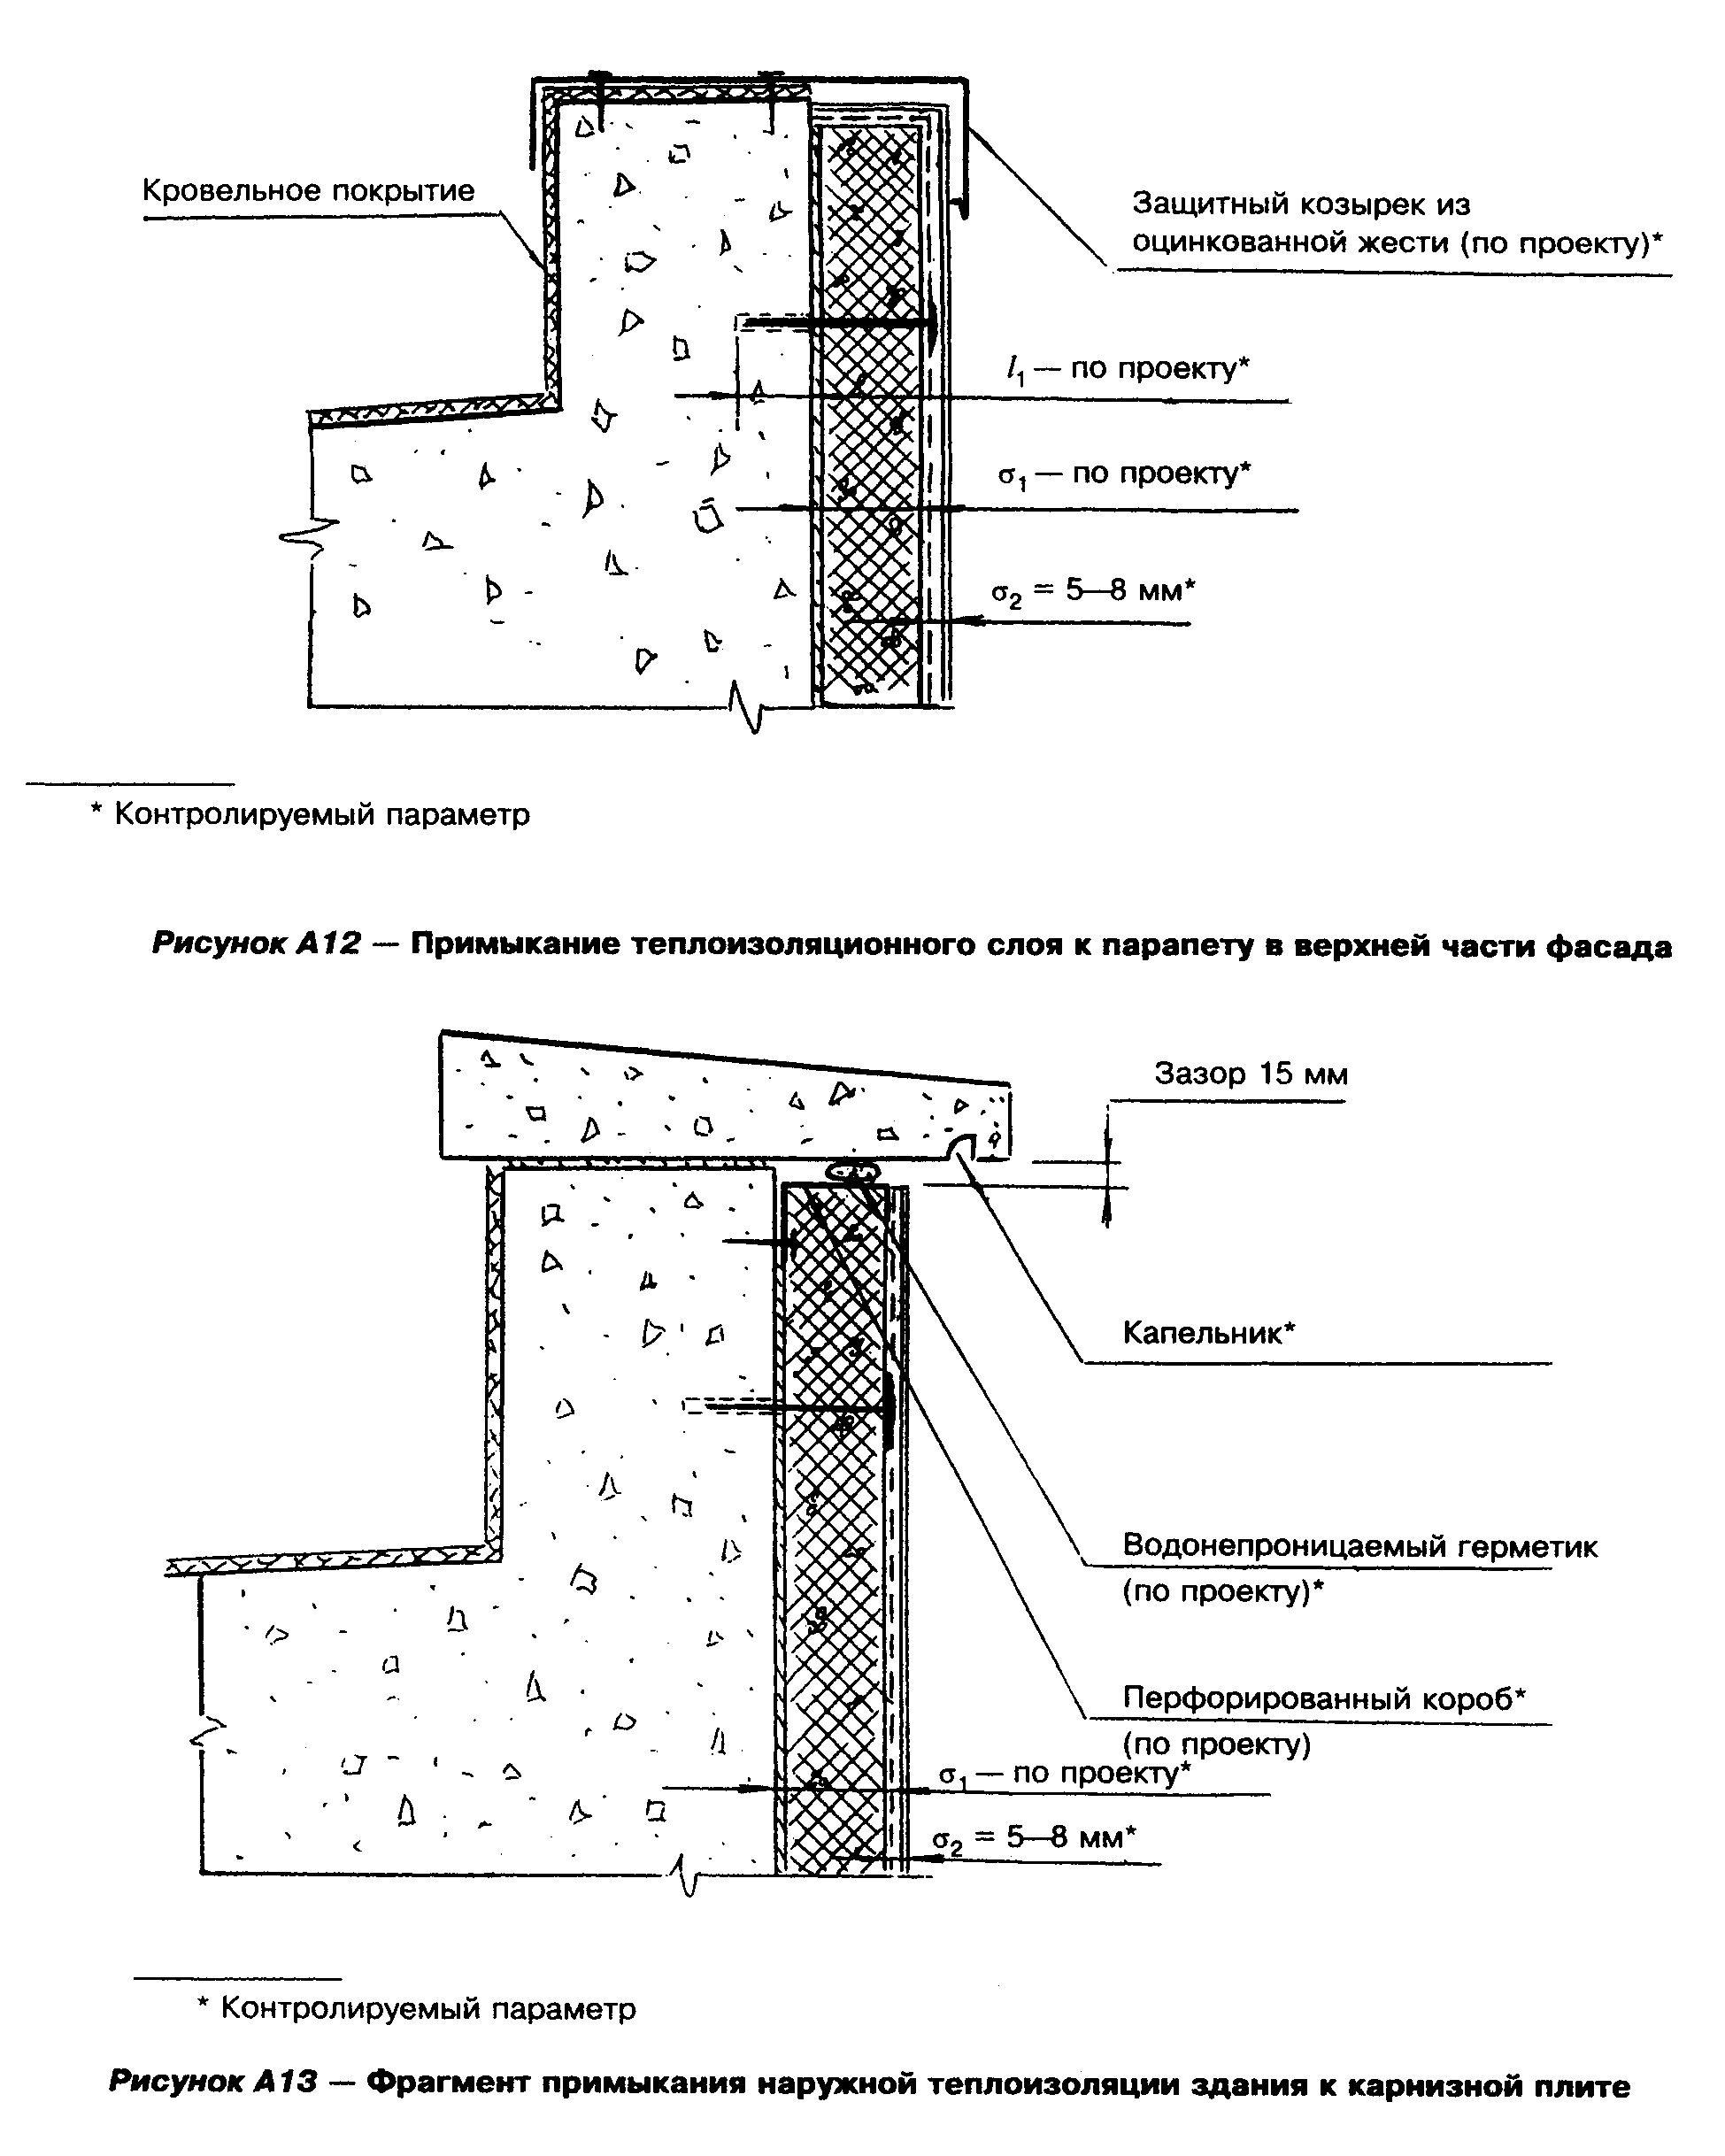 Кровельное покрытие
Защитный козырек из
оцинкованной жести (по проекту)*
l₁ — по проекту*
σ₁ — по проекту*
σ₂ = 5—8 мм*
* Контролируемый параметр
Рисунок А12 — Примыкание теплоизоляционного слоя к парапету в верхней части фасада
Зазор 15 мм
Капельник*
Водонепроницаемый герметик
(по проекту)*
Перфорированный короб*
(по проекту)
σ₁ — по проекту*
σ₂ = 5—8 мм*
* Контролируемый параметр
Рисунок А13 — Фрагмент примыкания наружной теплоизоляции здания к карнизной плите